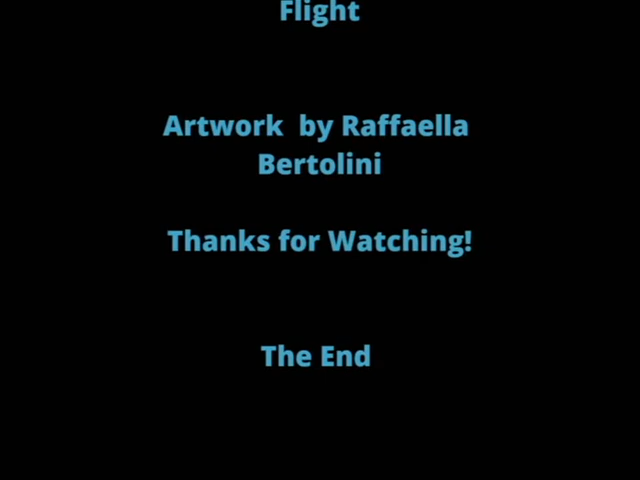 Flight
Artwork by Raffaella
Bertolini
Thanks for Watching!
The End